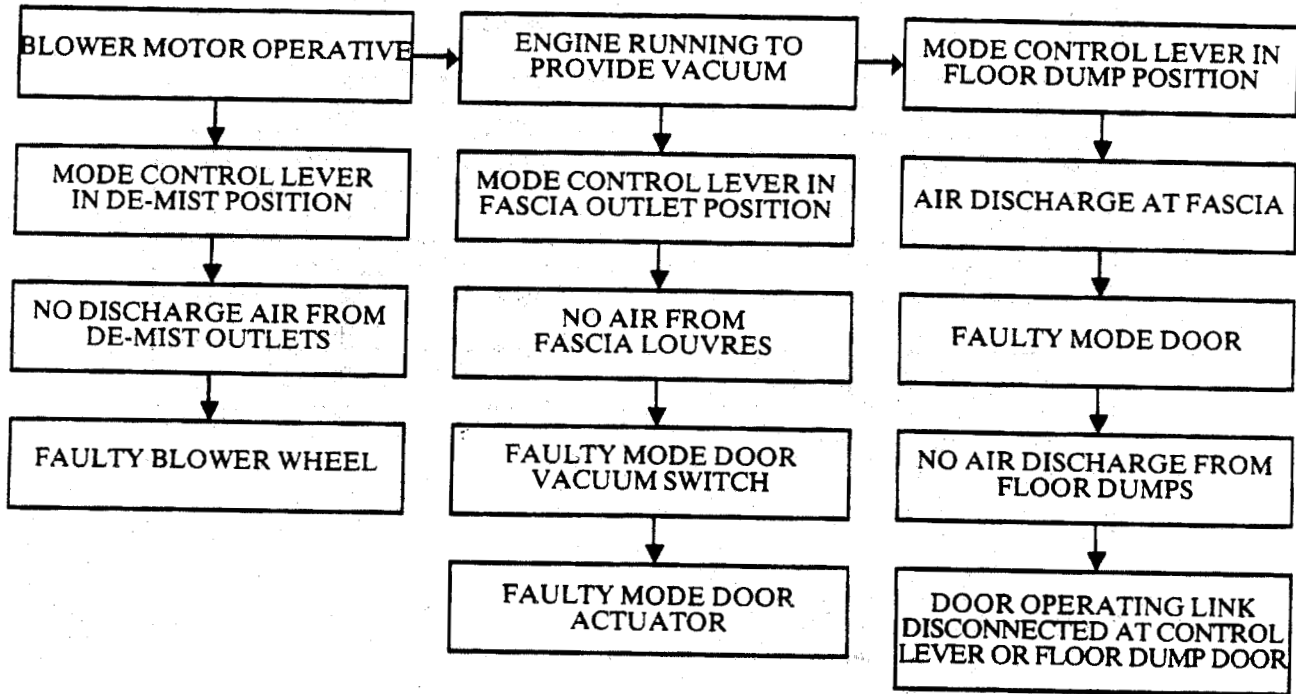 BLOWER MOTOR OPERATIVE
ENGINE RUNNING TO
PROVIDE VACUUM
MODE CONTROL LEVER IN
FLOOR DUMP POSITION
MODE CONTROL LEVER
IN DE-MIST POSITION
MODE CONTROL LEVER IN
FASCIA OUTLET POSITION
AIR DISCHARGE AT FASCIA
NO DISCHARGE AIR FROM
DE-MIST OUTLETS
NO AIR FROM
FASCIA LOUVRES
FAULTY MODE DOOR
FAULTY BLOWER WHEEL
FAULTY MODE DOOR
VACUUM SWITCH
NO AIR DISCHARGE FROM
FLOOR DUMPS
FAULTY MODE DOOR
ACTUATOR
DOOR OPERATING LINK
DISCONNECTED AT CONTROL
LEVER OR FLOOR DUMP DOOR